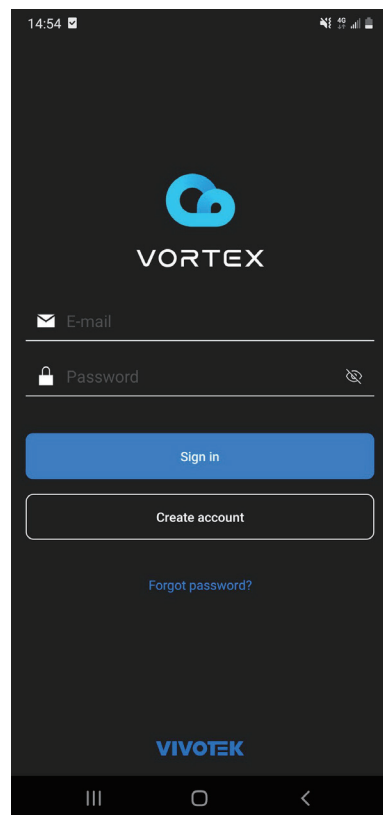 14:54
4G
VORTEX
E-mail
Password
Sign in
Create account
Forgot password?
VIVOTEK